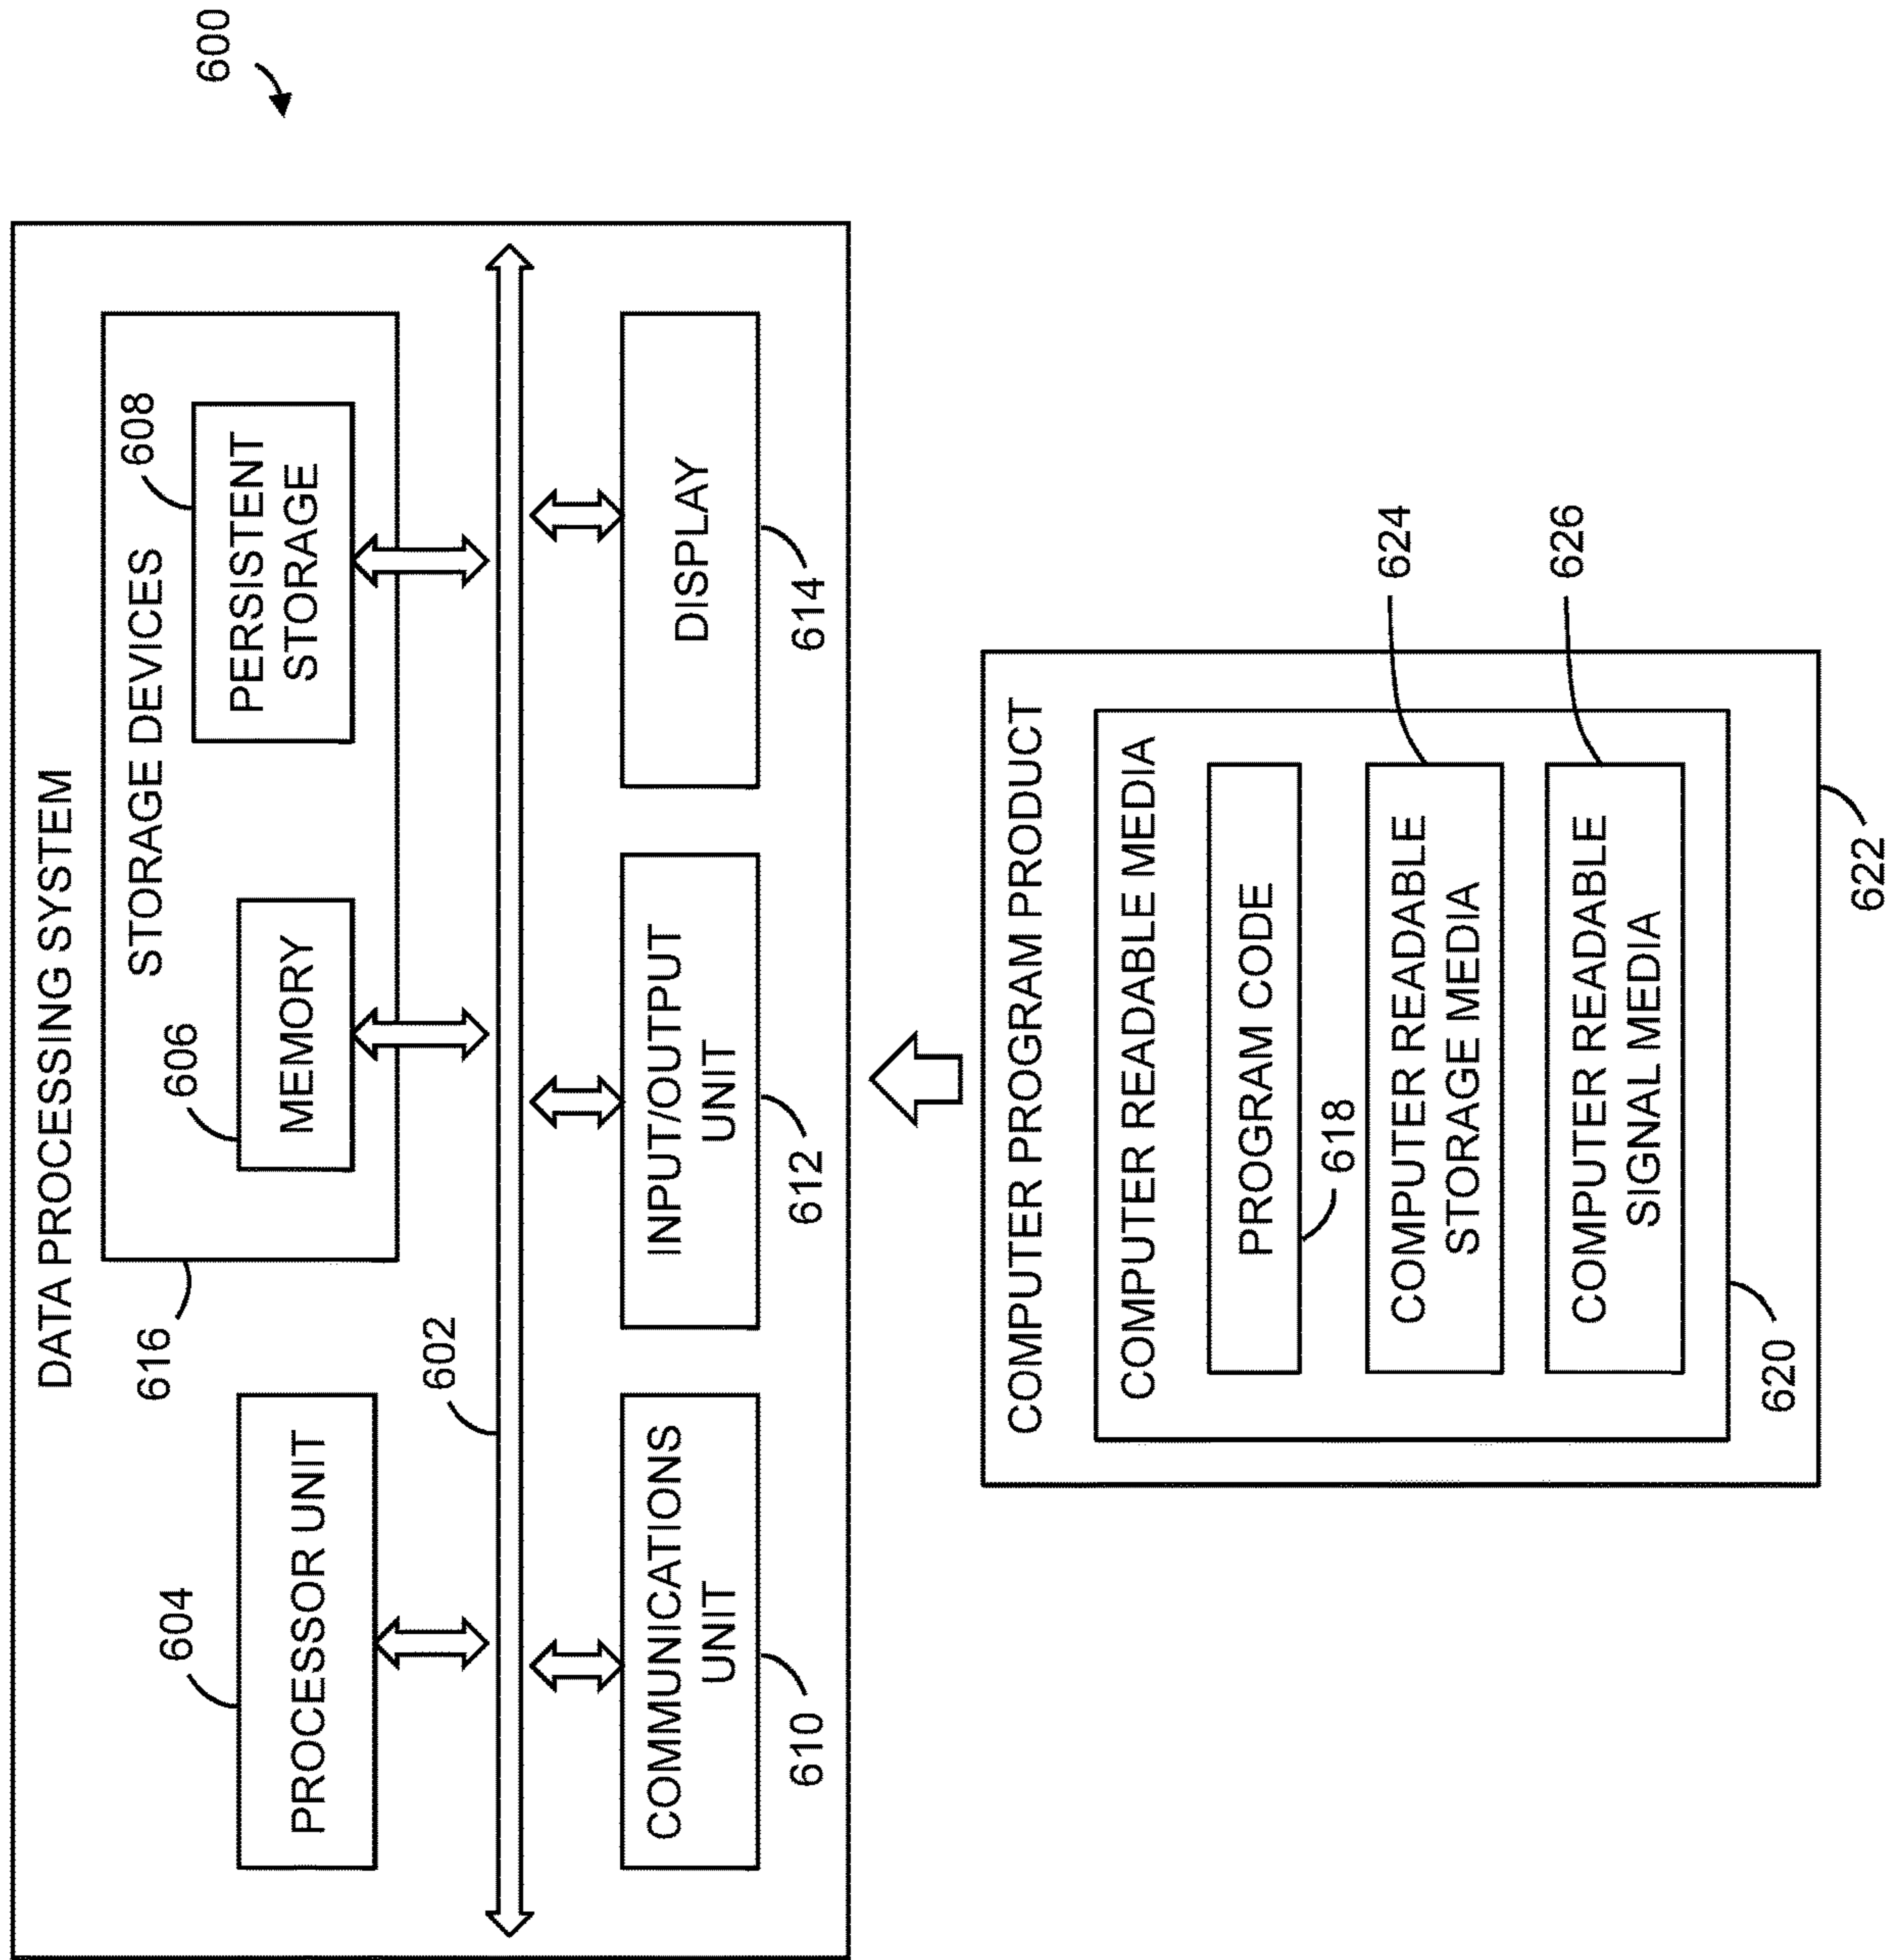 600
DATA PROCESSING SYSTEM
616
STORAGE DEVICES
604
PROCESSOR UNIT
606
MEMORY
608
PERSISTENT
STORAGE
602
COMMUNICATIONS
UNIT
610
INPUT/OUTPUT
UNIT
612
DISPLAY
614
COMPUTER PROGRAM PRODUCT
COMPUTER READABLE MEDIA
PROGRAM CODE
618
COMPUTER READABLE
STORAGE MEDIA
624
COMPUTER READABLE
SIGNAL MEDIA
626
620
622